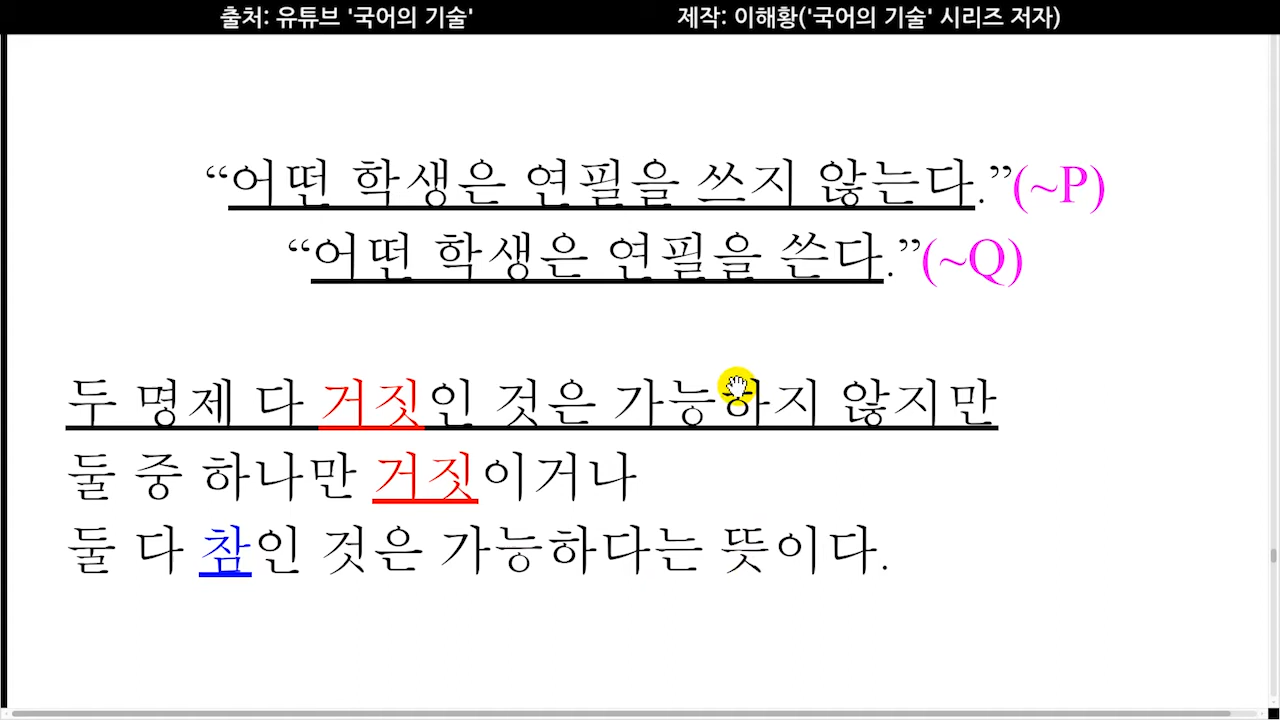 출처: 유튜브 '국어의 기술' 제작: 이해황('국어의 기술' 시리즈 저자)
“어떤 학생은 연필을 쓰지 않는다.”(~P)
“어떤 학생은 연필을 쓴다.”(~Q)
두 명제 다 거짓인 것은 가능하지 않지만
둘 중 하나만 거짓이거나
둘 다 참인 것은 가능하다는 뜻이다.